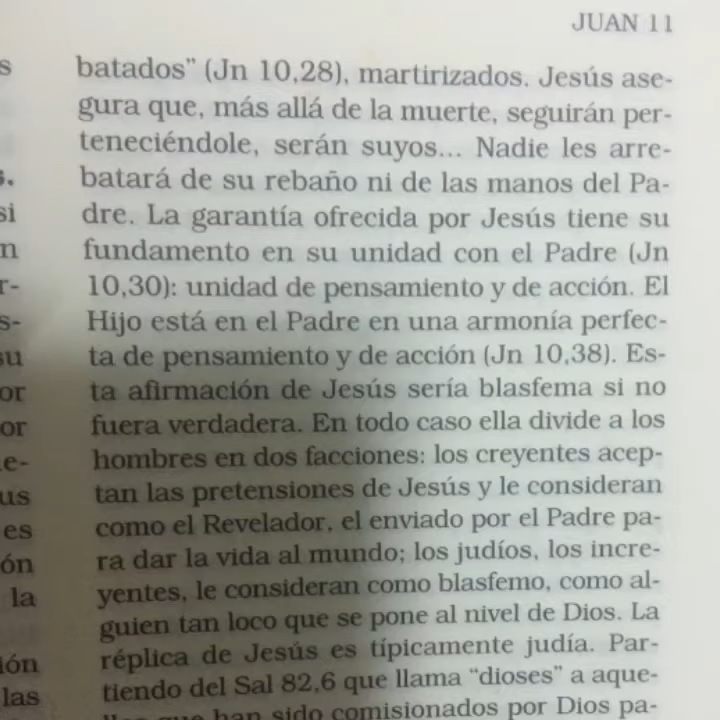 JUAN 11
batados" (Jn 10,28), martirizados. Jesús ase-
gura que, más allá de la muerte, seguirán per-
teneciéndole, serán suyos... Nadie les arre-
batará de su rebaño ni de las manos del Pa-
dre. La garantía ofrecida por Jesús tiene su
fundamento en su unidad con el Padre (Jn
10,30): unidad de pensamiento y de acción. El
Hijo está en el Padre en una armonía perfec-
ta de pensamiento y de acción (Jn 10,38). Es-
ta afirmación de Jesús sería blasfema si no
fuera verdadera. En todo caso ella divide a los
hombres en dos facciones: los creyentes acep-
tan las pretensiones de Jesús y le consideran
como el Revelador, el enviado por el Padre pa-
ra dar la vida al mundo; los judíos, los incre-
yentes, le consideran como blasfemo, como al-
guien tan loco que se pone al nivel de Dios. La
réplica de Jesús es típicamente judía. Par-
tiendo del Sal 82,6 que llama "dioses" a aque-
llos que han sido comisionados por Dios pa-